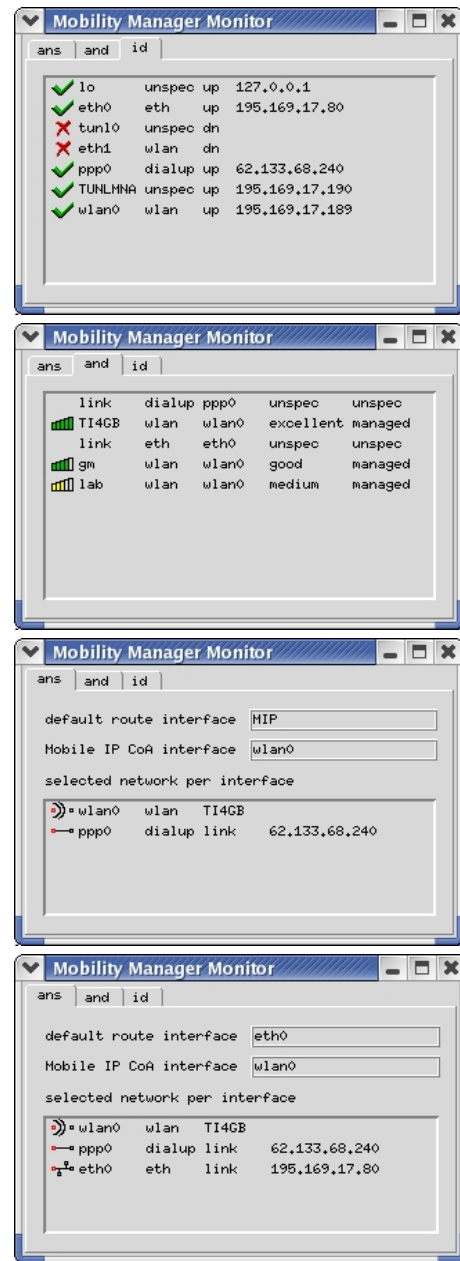 Mobility Manager Monitor
ans and id
lo unspec up 127.0.0.1
eth0 eth up 195.169.17.80
tunl0 unspec dn
eth1 wlan dn
ppp0 dialup up 62.133.68.240
TUNLMNA unspec up 195.169.17.190
wlan0 wlan up 195.169.17.189
Mobility Manager Monitor
ans and id
link dialup ppp0 unspec unspec
TI4GB wlan wlan0 excellent managed
link eth eth0 unspec unspec
gm wlan wlan0 good managed
lab wlan wlan0 medium managed
Mobility Manager Monitor
ans and id
default route interface MIP
Mobile IP CoA interface wlan0
selected network per interface
wlan0 wlan TI4GB
ppp0 dialup link 62.133.68.240
Mobility Manager Monitor
ans and id
default route interface eth0
Mobile IP CoA interface wlan0
selected network per interface
wlan0 wlan TI4GB
ppp0 dialup link 62.133.68.240
eth0 eth link 195.169.17.80